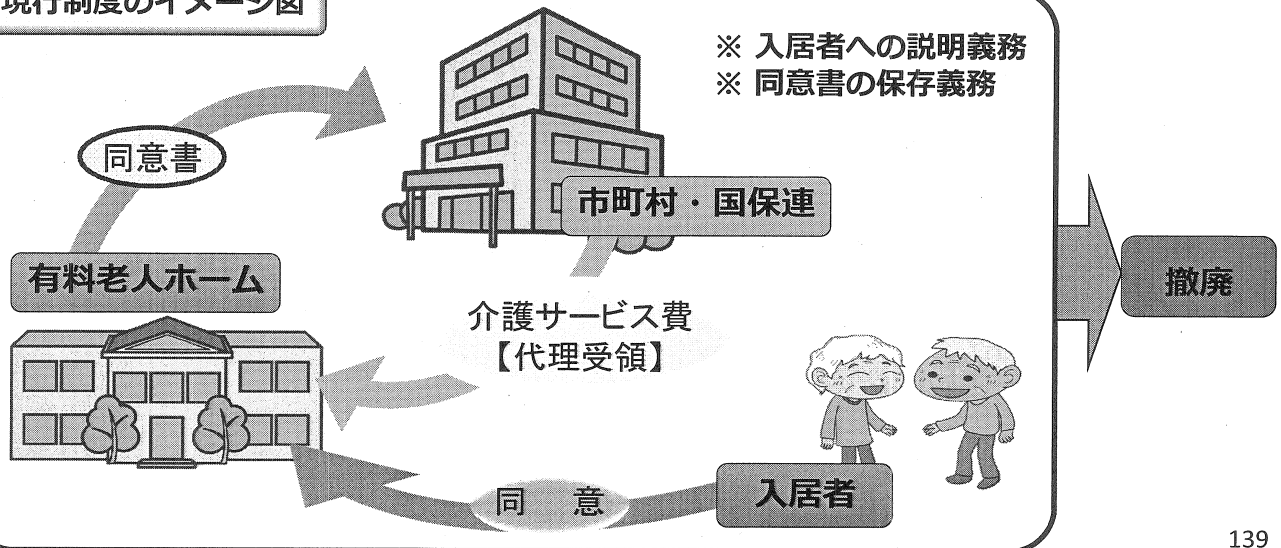 現行制度のイメージ図
※ 入居者への説明義務
※ 同意書の保存義務
同意書
市町村・国保連
有料老人ホーム
撤廃
介護サービス費
【代理受領】
入居者
同 意
139